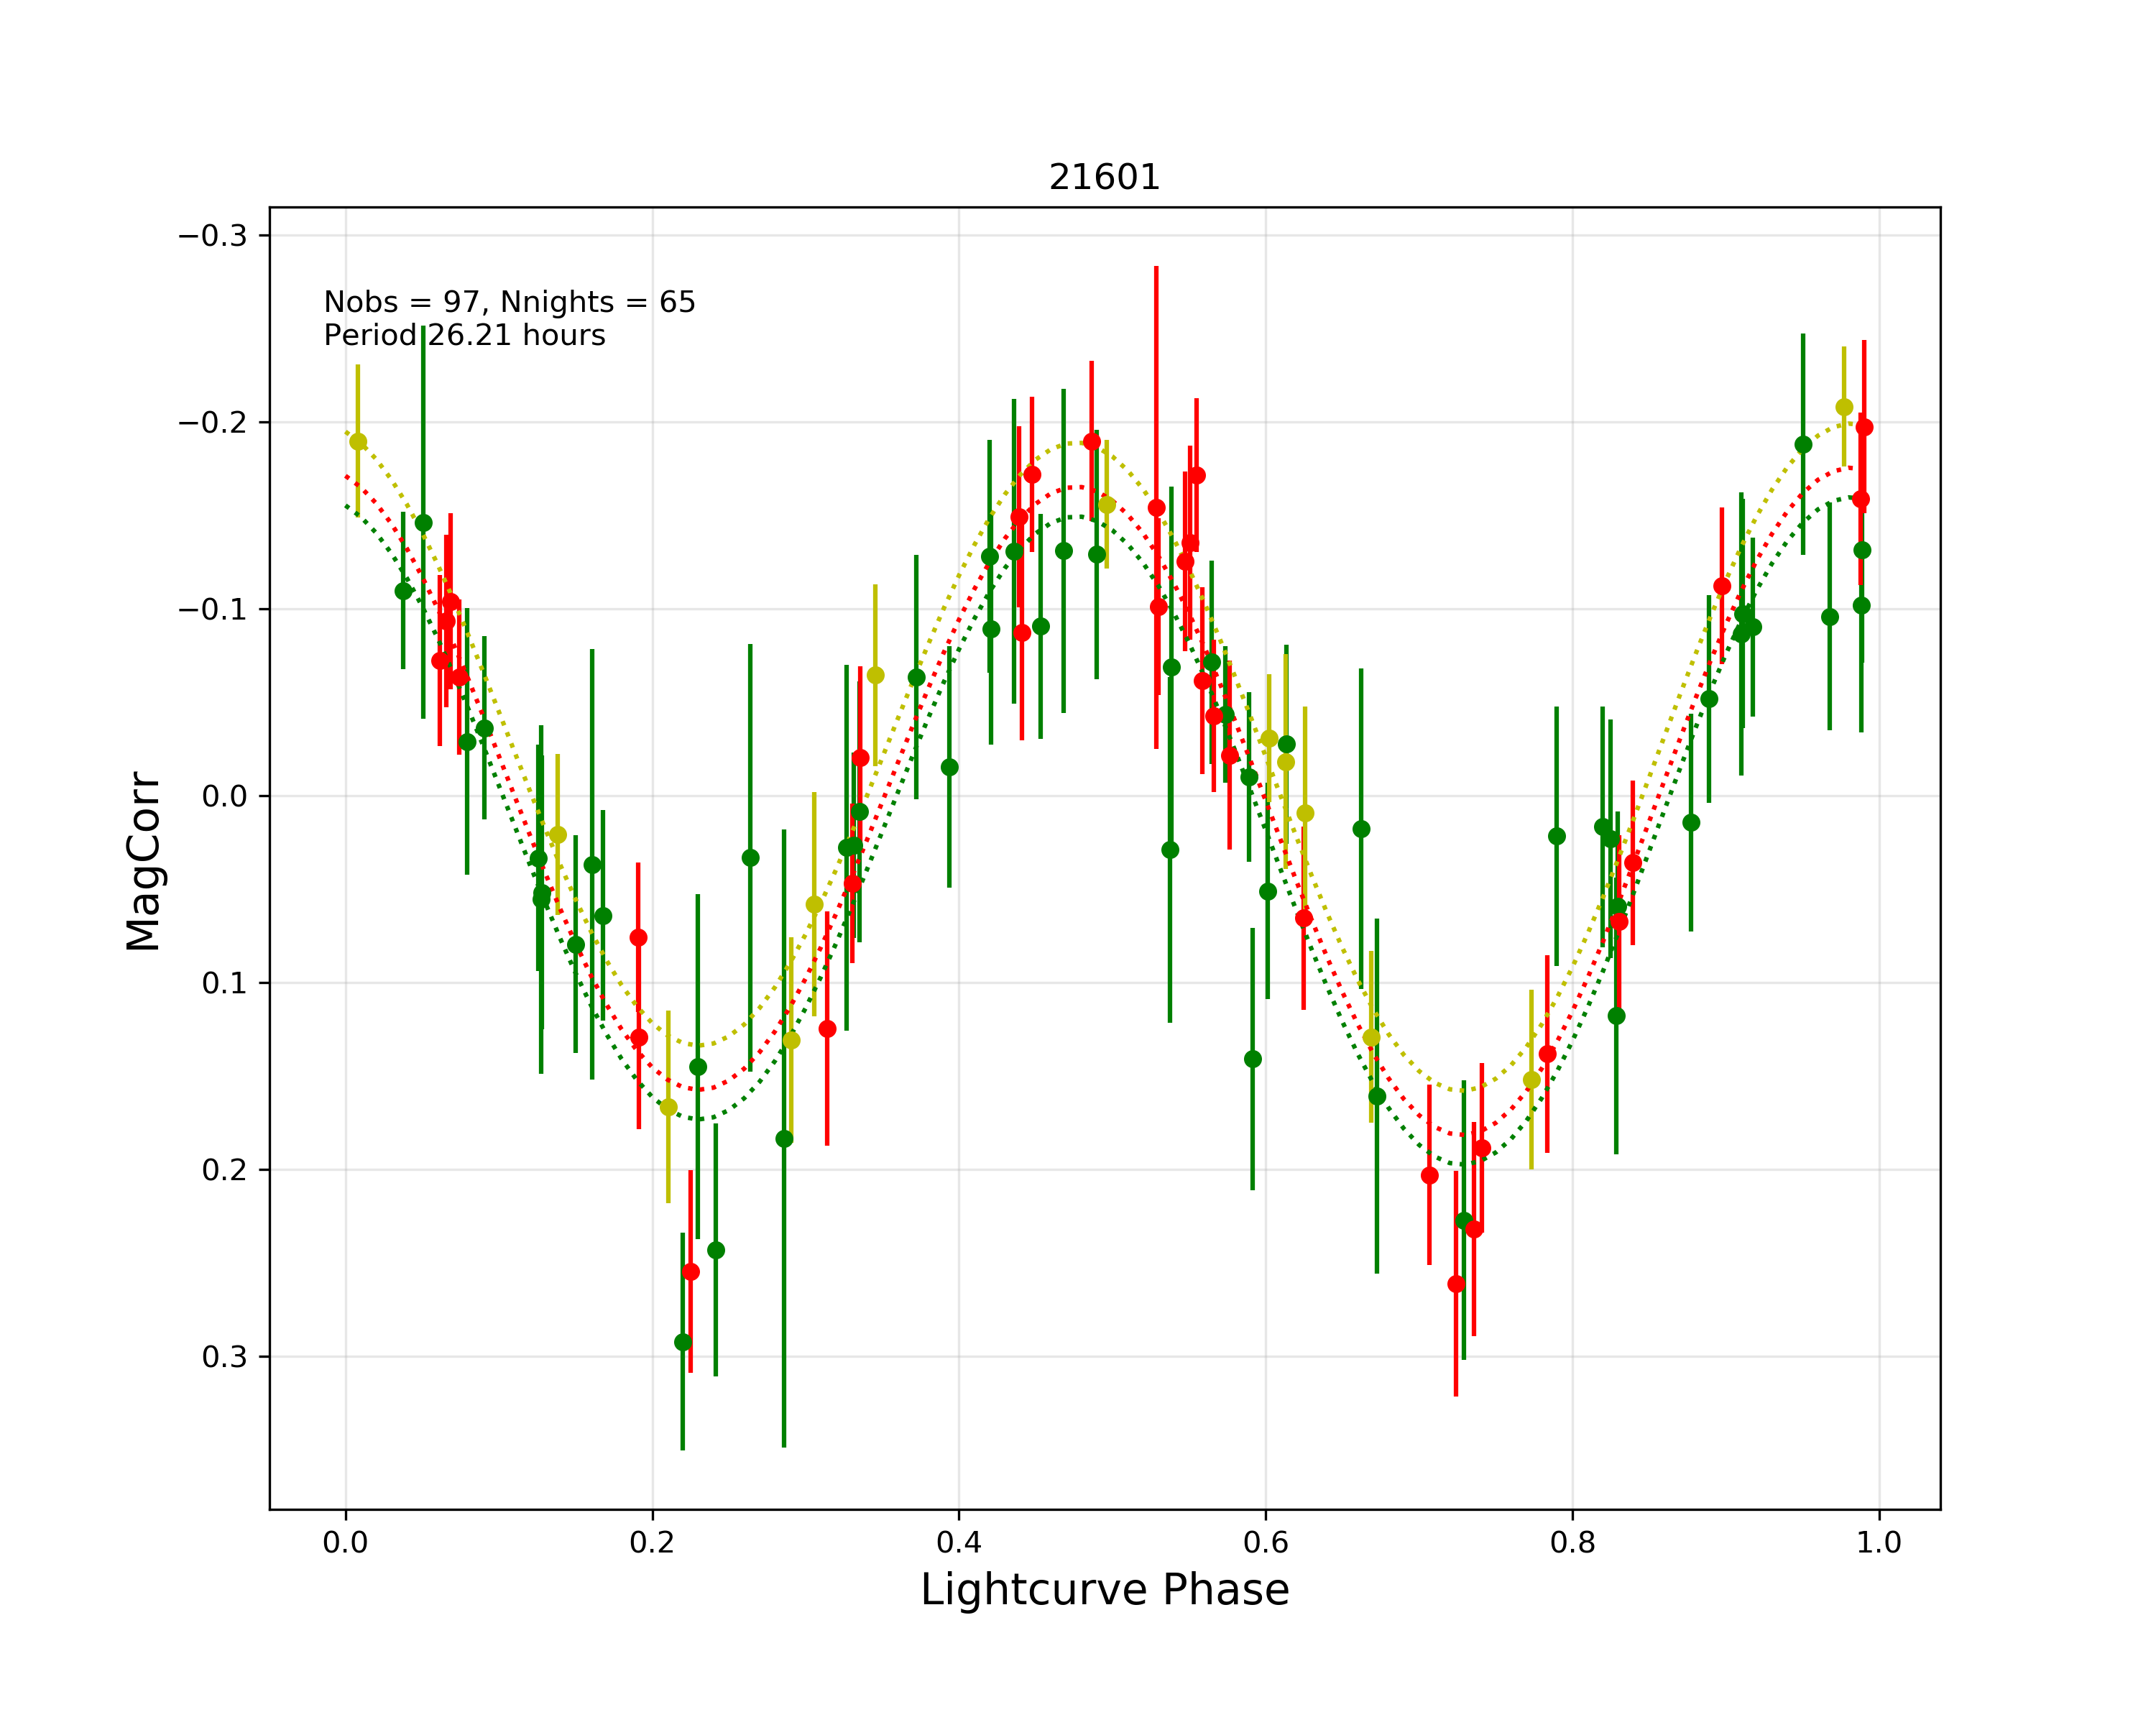 21601
Nobs = 97, Nnights = 65
Period 26.21 hours
MagCorr
−0.3
−0.2
−0.1
0.0
0.1
0.2
0.3
0.0 0.2 0.4 0.6 0.8 1.0
Lightcurve Phase